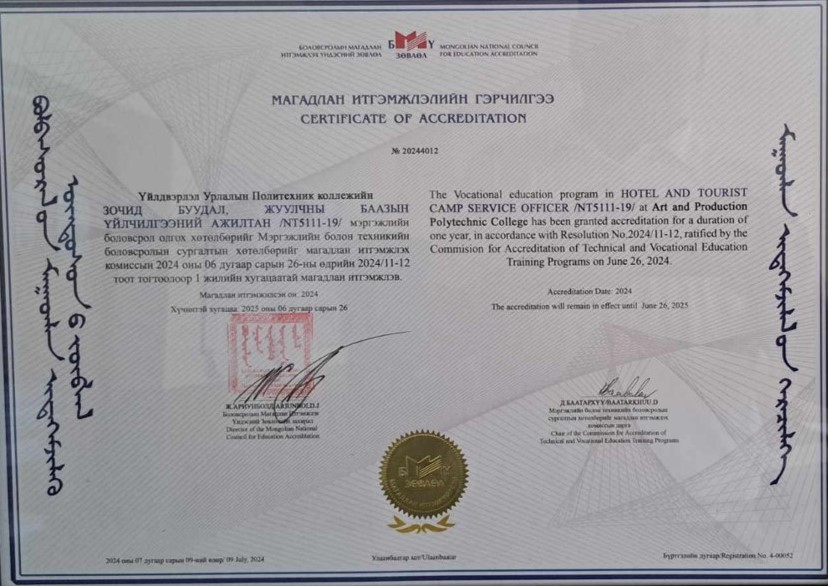 БОЛОВСРОЛЫН МАГАДЛАН
ИТГЭМЖЛЭХ ҮНДЭСНИЙ ЗӨВЛӨЛ
Б Ү
ЗӨВЛӨЛ
MONGOLIAN NATIONAL COUNCIL
FOR EDUCATION ACCREDITATION
МАГАДЛАН ИТГЭМЖЛЭЛИЙН ГЭРЧИЛГЭЭ
CERTIFICATE OF ACCREDITATION
№ 20244012
Үйлдвэрлэл Урлалын Политехник коллежийн
ЗОЧИД БУУДАЛ, ЖУУЛЧНЫ БААЗЫН
ҮЙЛЧИЛГЭЭНИЙ АЖИЛТАН /NT5111-19/ мэргэжлийн
боловсрол олгох хөтөлбөрийг Мэргэжлийн болон техникийн
боловсролын сургалтын хөтөлбөрийг магадлан итгэмжлэх
комиссын 2024 оны 06 дугаар сарын 26-ны өдрийн 2024/11-12
тоот тогтоолоор 1 жилийн хугацаатай магадлан итгэмжлэв.
Магадлан итгэмжилсэн он: 2024
Хүчинтэй хугацаа: 2025 оны 06 дугаар сарын 26
The Vocational education program in HOTEL AND TOURIST
CAMP SERVICE OFFICER /NT5111-19/ at Art and Production
Polytechnic College has been granted accreditation for a duration of
one year, in accordance with Resolution No.2024/11-12, ratified by the
Commision for Accreditation of Technical and Vocational Education
Training Programs on June 26, 2024.
Accreditation Date: 2024
The accreditation will remain in effect until June 26, 2025
Ж.АРИУНБОЛД/ARIUNBOLD.J
Боловсролын Магадлан Итгэмжлэх
Үндэсний Зөвлөлийн захирал
Director of the Mongolian National
Council for Education Accreditation
Д.БААТАРХҮҮ/BAATARKHUU.D
Мэргэжлийн болон техникийн боловсролын
сургалтын хөтөлбөрийг магадлан итгэмжлэх
комиссын дарга
Chair of the Commission for Accreditation of
Technical and Vocational Education Training Programs
Б Ү
ЗӨВЛӨЛ
2024 оны 07 дугаар сарын 09-ний өдөр/ 09 July, 2024
Улаанбаатар хот/Ulaanbaatar
Бүртгэлийн дугаар/Registration No. 4-00052